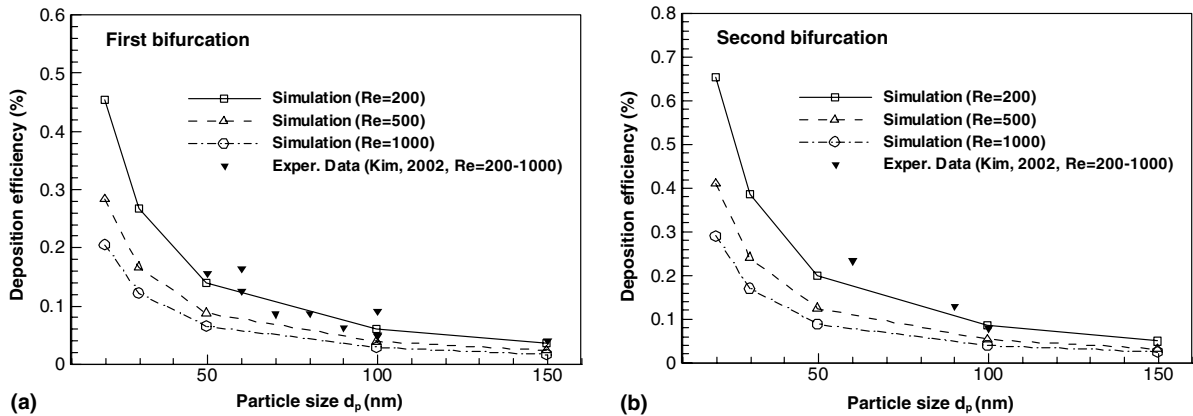 First bifurcation
Deposition efficiency (%)
0.6
0.5
0.4
0.3
0.2
0.1
0
Simulation (Re=200)
Simulation (Re=500)
Simulation (Re=1000)
Exper. Data (Kim, 2002, Re=200-1000)
50
100
150
Particle size dp (nm)
(a)
Second bifurcation
Deposition efficiency (%)
0.8
0.7
0.6
0.5
0.4
0.3
0.2
0.1
0
Simulation (Re=200)
Simulation (Re=500)
Simulation (Re=1000)
Exper. Data (Kim, 2002, Re=200-1000)
50
100
150
Particle size dp (nm)
(b)